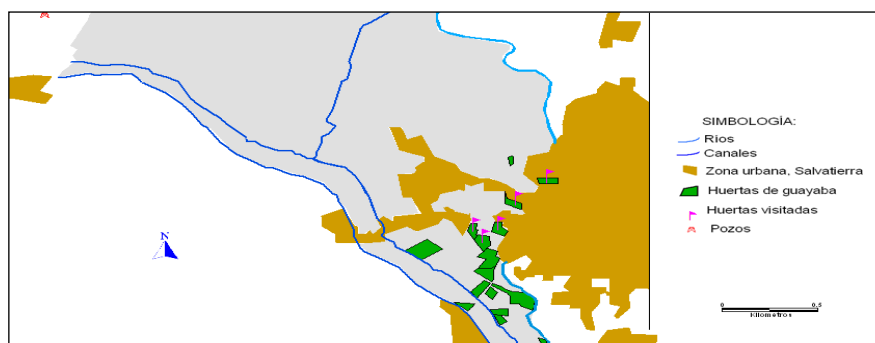 SIMBOLOGÍA:
Rios
Canales
Zona urbana, Salvatierra
Huertas de guayaba
Huertas visitadas
Pozos
N
0 0.5
Kilometros